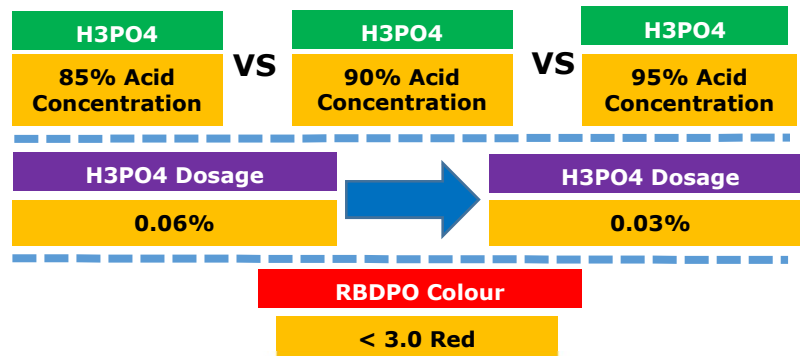 H3PO4
VS
H3PO4
VS
H3PO4
85% Acid
Concentration
90% Acid
Concentration
95% Acid
Concentration
H3PO4 Dosage
H3PO4 Dosage
0.06%
0.03%
RBDPO Colour
< 3.0 Red